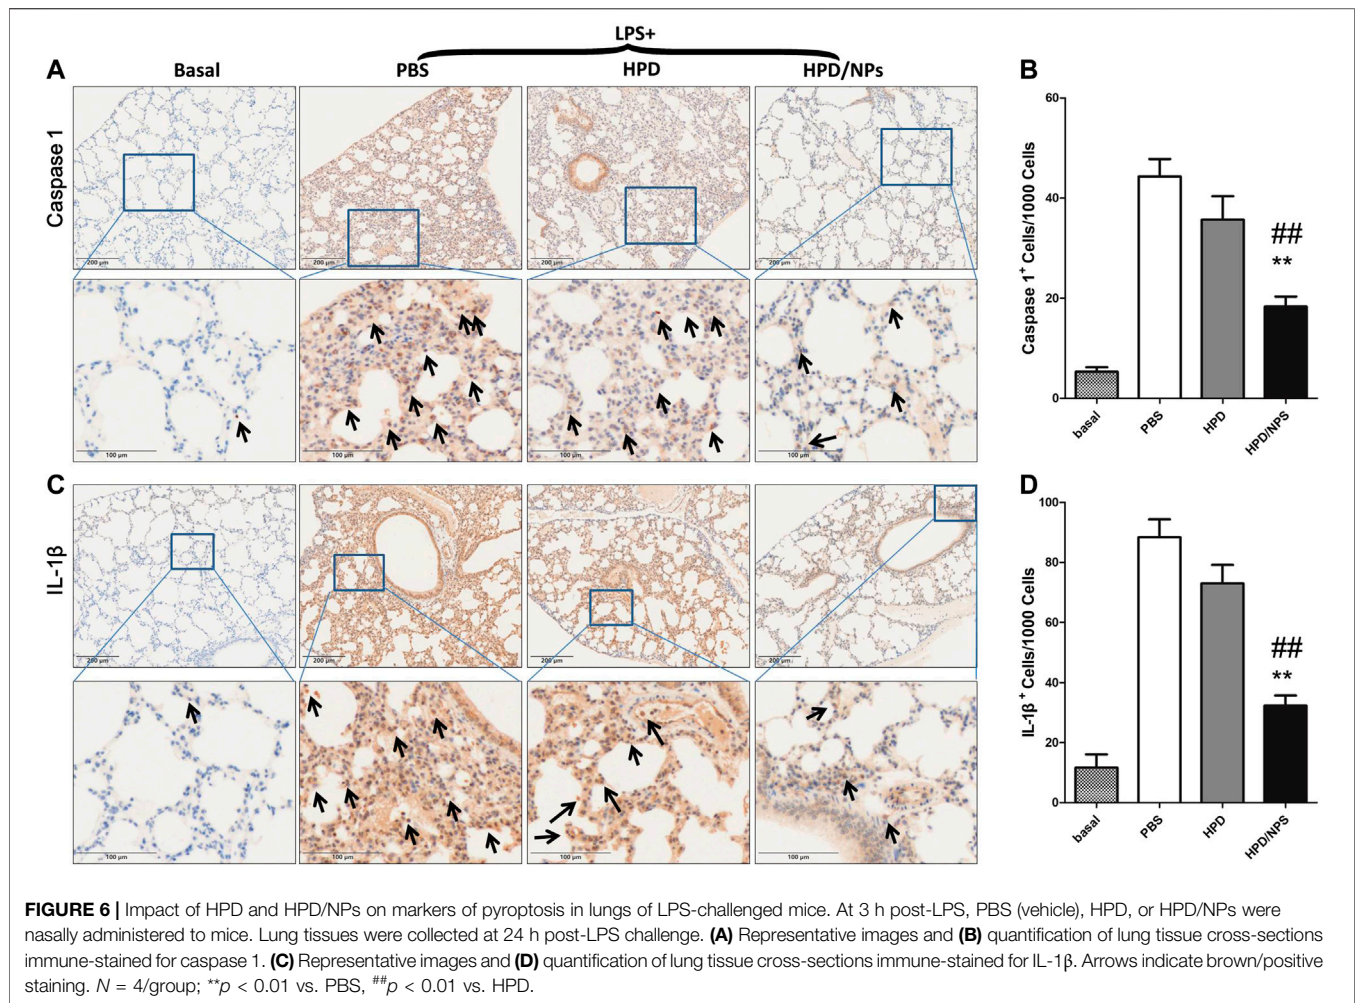 LPS+
A
Basal
PBS
HPD
HPD/NPs
Caspase 1
200 µm
200 µm
200 µm
200 µm
100 µm
100 µm
100 µm
100 µm
B
Caspase 1⁺ Cells/1000 Cells
60
40
20
0
##
**
basal
PBS
HPD
HPD/NPS
C
IL-1β
200 µm
200 µm
200 µm
200 µm
100 µm
100 µm
100 µm
100 µm
D
IL-1β ⁺ Cells/1000 Cells
100
80
60
40
20
0
##
**
basal
PBS
HPD
HPD/NPS
FIGURE 6 | Impact of HPD and HPD/NPs on markers of pyroptosis in lungs of LPS-challenged mice. At 3 h post-LPS, PBS (vehicle), HPD, or HPD/NPs were
nasally administered to mice. Lung tissues were collected at 24 h post-LPS challenge. (A) Representative images and (B) quantification of lung tissue cross-sections
immune-stained for caspase 1. (C) Representative images and (D) quantification of lung tissue cross-sections immune-stained for IL-1β. Arrows indicate brown/positive
staining. N = 4/group; **p < 0.01 vs. PBS, ##p < 0.01 vs. HPD.